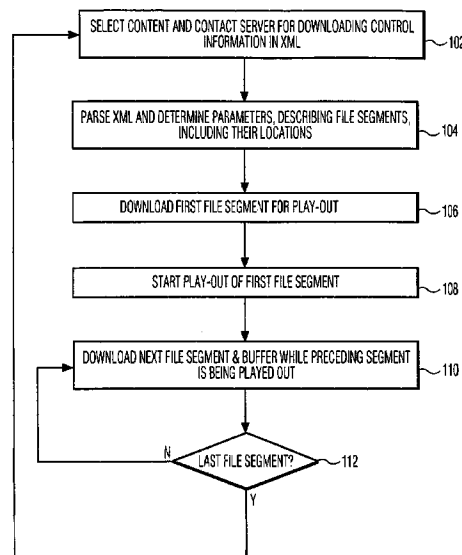 SELECT CONTENT AND CONTACT SERVER FOR DOWNLOADING CONTROL
INFORMATION IN XML
102
PARSE XML AND DETERMINE PARAMETERS, DESCRIBING FILE SEGMENTS,
INCLUDING THEIR LOCATIONS
104
DOWNLOAD FIRST FILE SEGMENT FOR PLAY-OUT
106
START PLAY-OUT OF FIRST FILE SEGMENT
108
DOWNLOAD NEXT FILE SEGMENT & BUFFER WHILE PRECEDING SEGMENT
IS BEING PLAYED OUT
110
N
LAST FILE SEGMENT?
112
Y